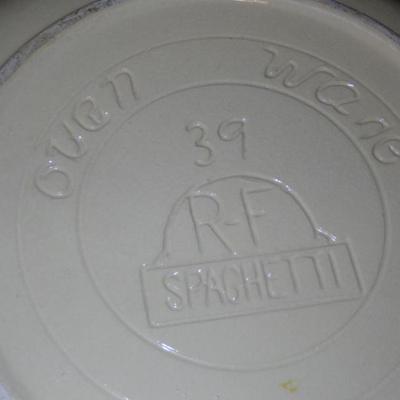 oven ware
39
R-F
SPAGHETTI